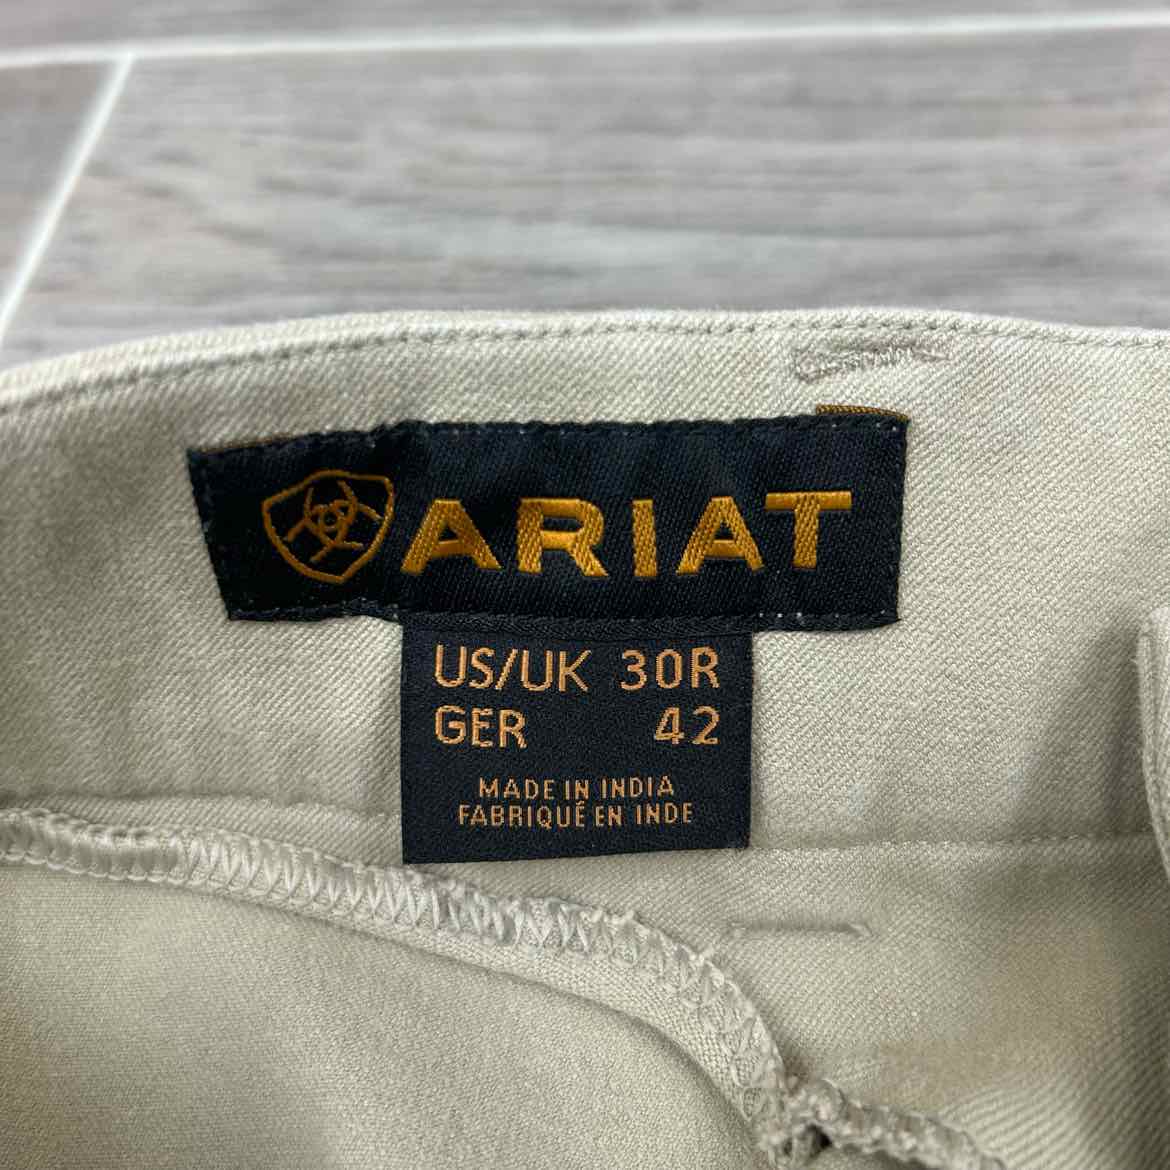 ARIAT
US/UK 30R
GER 42
MADE IN INDIA
FABRIQUÉ EN INDE